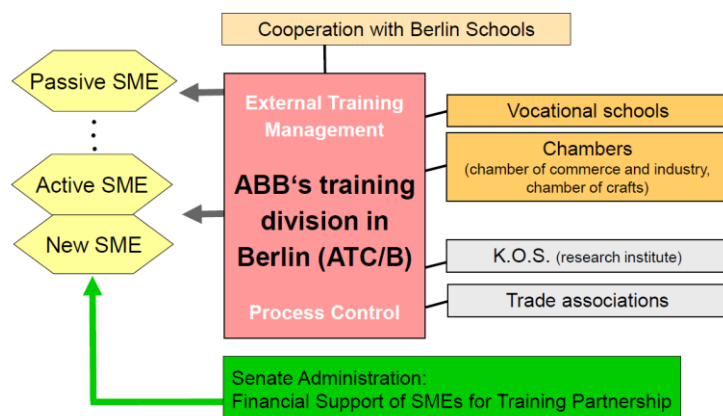 Cooperation with Berlin Schools
Passive SME
Active SME
New SME
External Training
Management
ABB‘s training
division in
Berlin (ATC/B)
Process Control
Vocational schools
Chambers
(chamber of commerce and industry,
chamber of crafts)
K.O.S. (research institute)
Trade associations
Senate Administration:
Financial Support of SMEs for Training Partnership